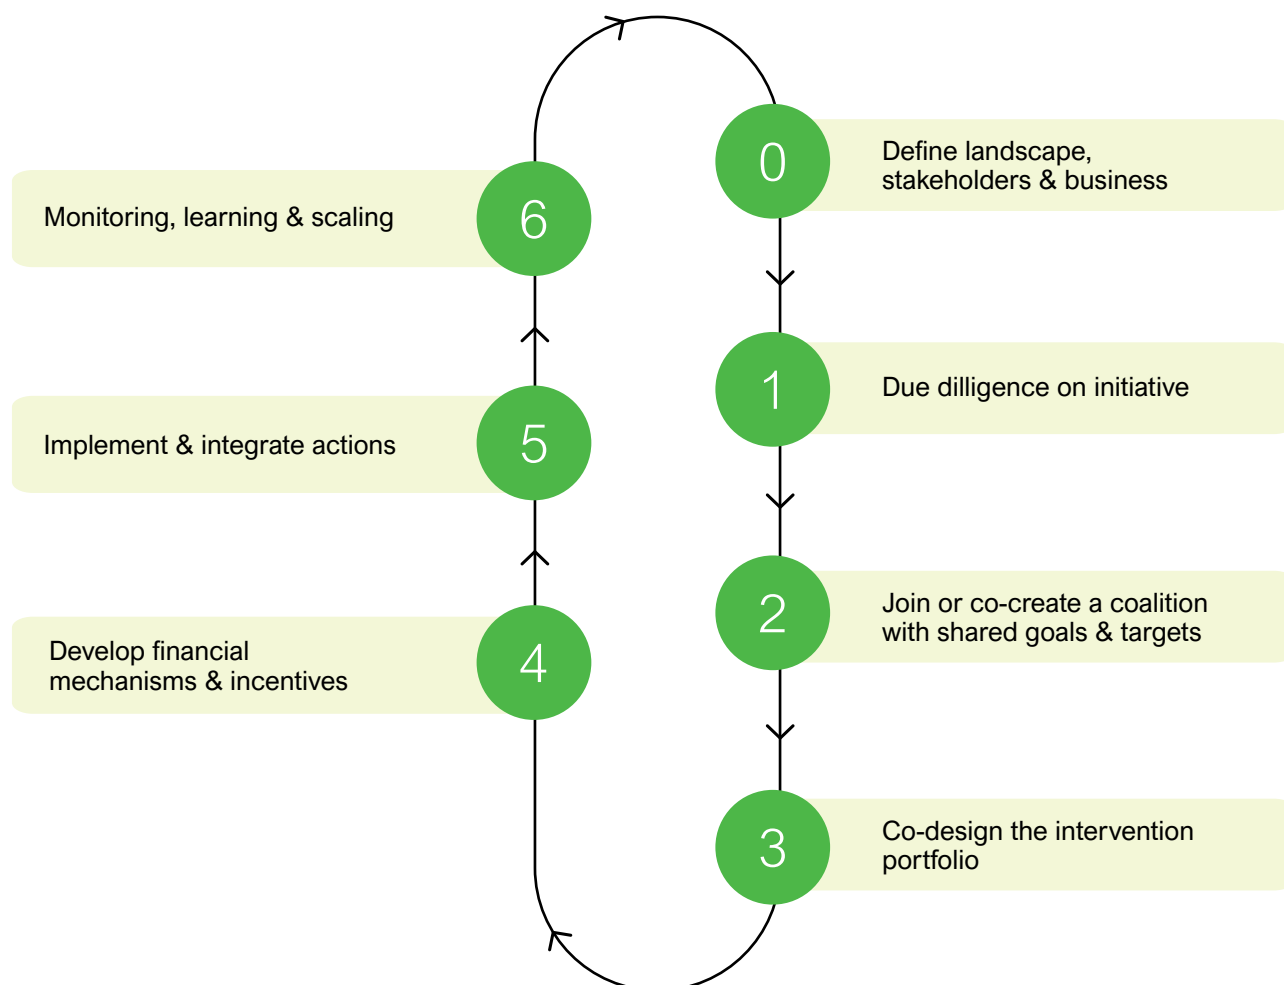 0
Define landscape,
stakeholders & business
1
Due dilligence on initiative
2
Join or co-create a coalition
with shared goals & targets
3
Co-design the intervention
portfolio
4
Develop financial
mechanisms & incentives
5
Implement & integrate actions
6
Monitoring, learning & scaling